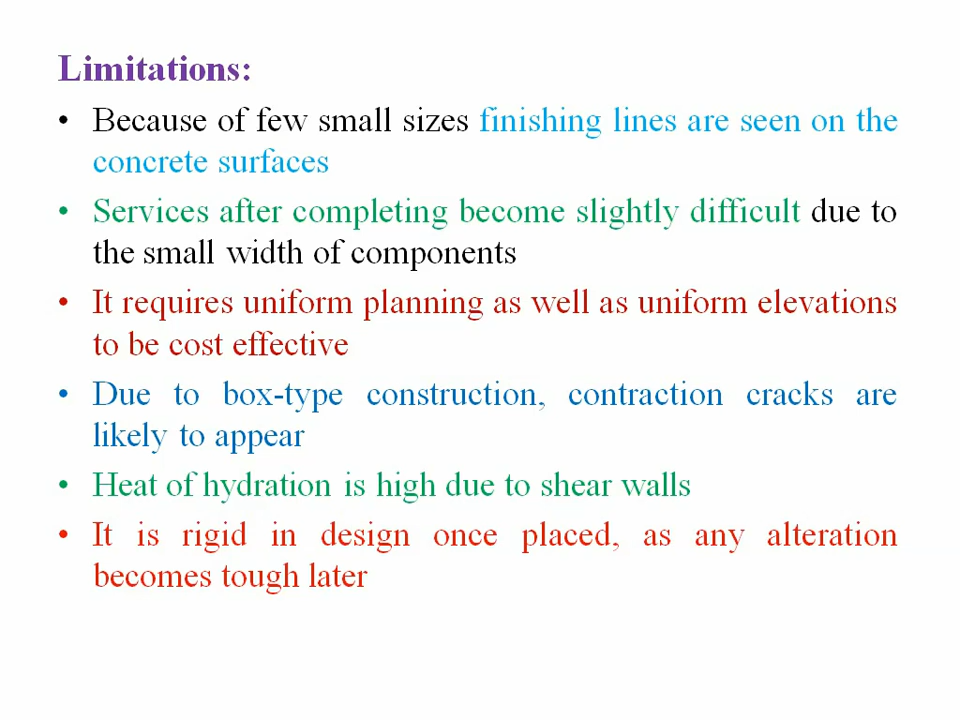 Limitations:
• Because of few small sizes finishing lines are seen on the
concrete surfaces
• Services after completing become slightly difficult due to
the small width of components
• It requires uniform planning as well as uniform elevations
to be cost effective
• Due to box-type construction, contraction cracks are
likely to appear
• Heat of hydration is high due to shear walls
• It is rigid in design once placed, as any alteration
becomes tough later